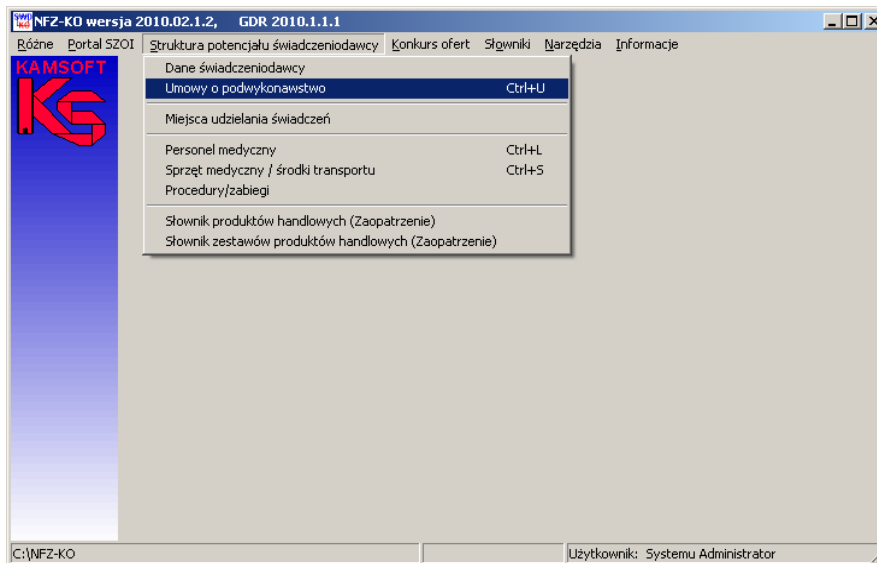 NFZ-KO wersja 2010.02.1.2, GDR 2010.1.1.1
Różne Portal SZOI Struktura potencjału świadczeniodawcy Konkurs ofert Słowniki Narzędzia Informacje
KAMSOFT
Dane świadczeniodawcy
Umowy o podwykonawstwo Ctrl+U
Miejsca udzielania świadczeń
Personel medyczny Ctrl+L
Sprzęt medyczny / środki transportu Ctrl+S
Procedury/zabiegi
Słownik produktów handlowych (Zaopatrzenie)
Słownik zestawów produktów handlowych (Zaopatrzenie)
C:\NFZ-KO Użytkownik: Systemu Administrator